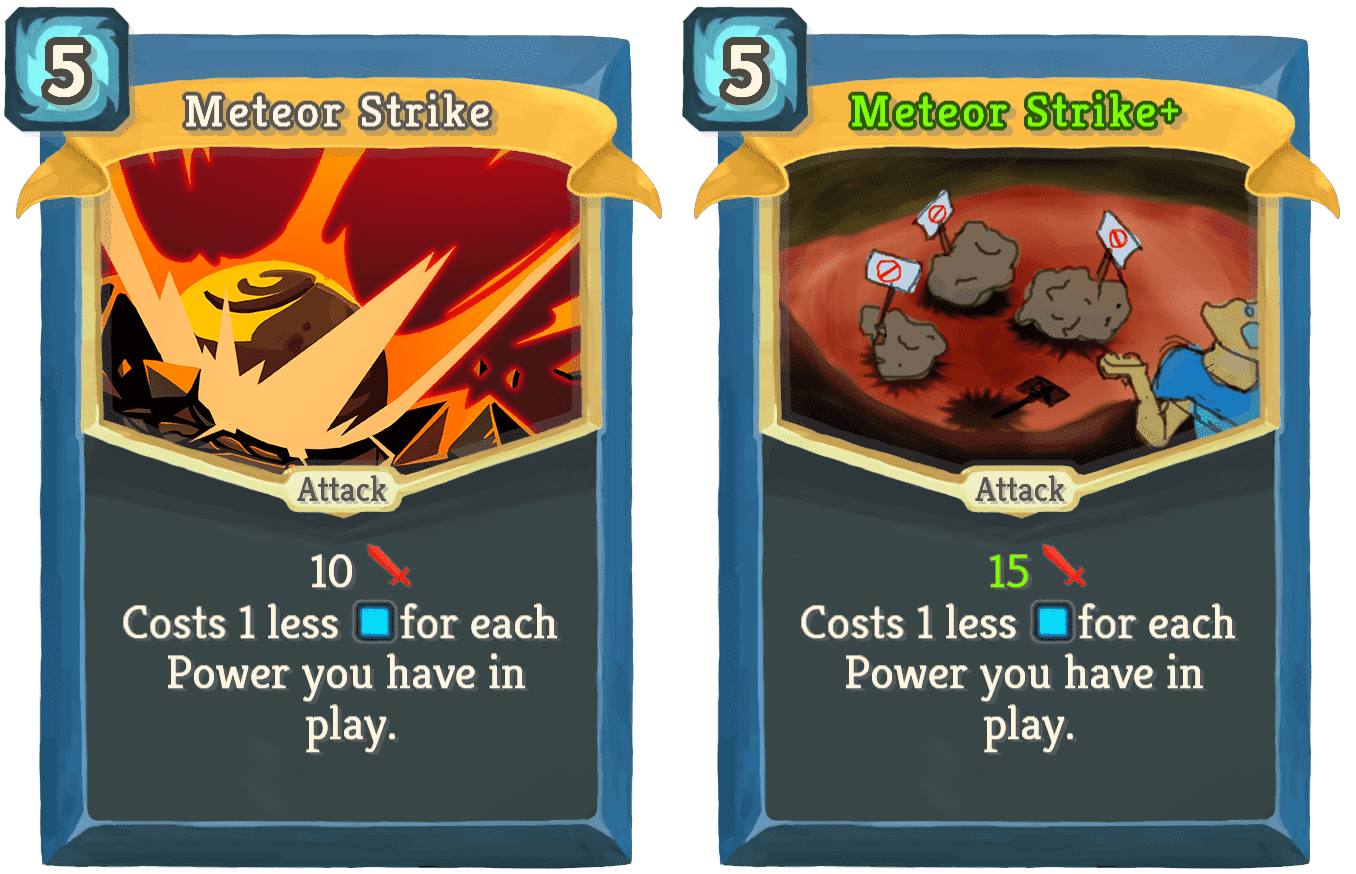 5
Meteor Strike
Attack
10
Costs 1 less for each
Power you have in
play.
5
Meteor Strike+
Attack
15
Costs 1 less for each
Power you have in
play.